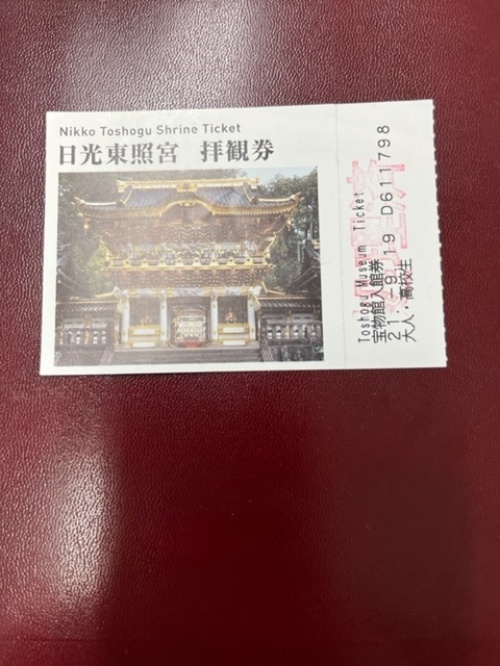 Nikko Toshogu Shrine Ticket
日光東照宮 拝観券
Toshogu Museum Ticket
宝物館入館券
21.-9.19 D611798
大人・高校生